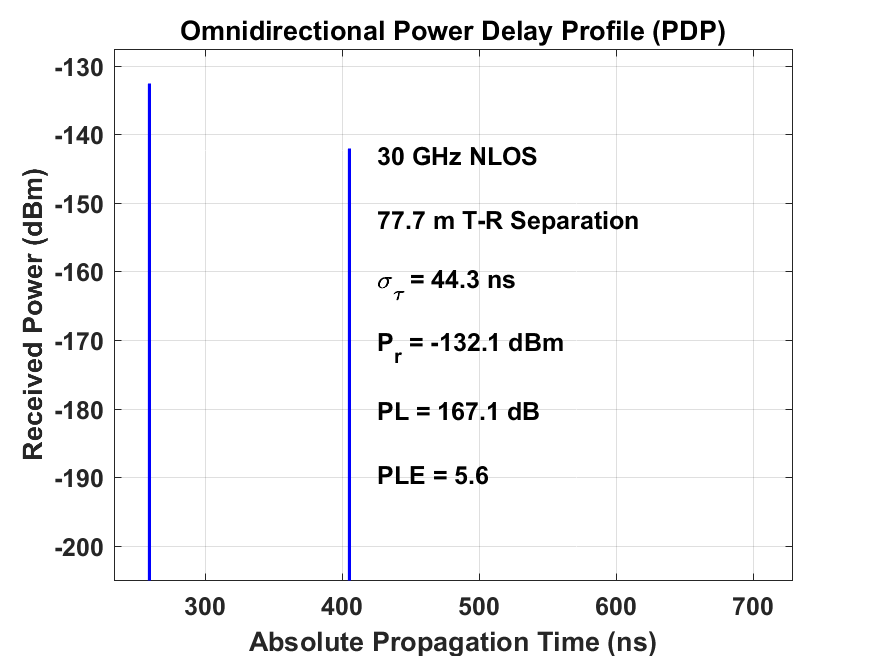 Omnidirectional Power Delay Profile (PDP)
Received Power (dBm)
-130
-140
-150
-160
-170
-180
-190
-200
30 GHz NLOS
77.7 m T-R Separation
σ_τ = 44.3 ns
P_r = -132.1 dBm
PL = 167.1 dB
PLE = 5.6
300 400 500 600 700
Absolute Propagation Time (ns)